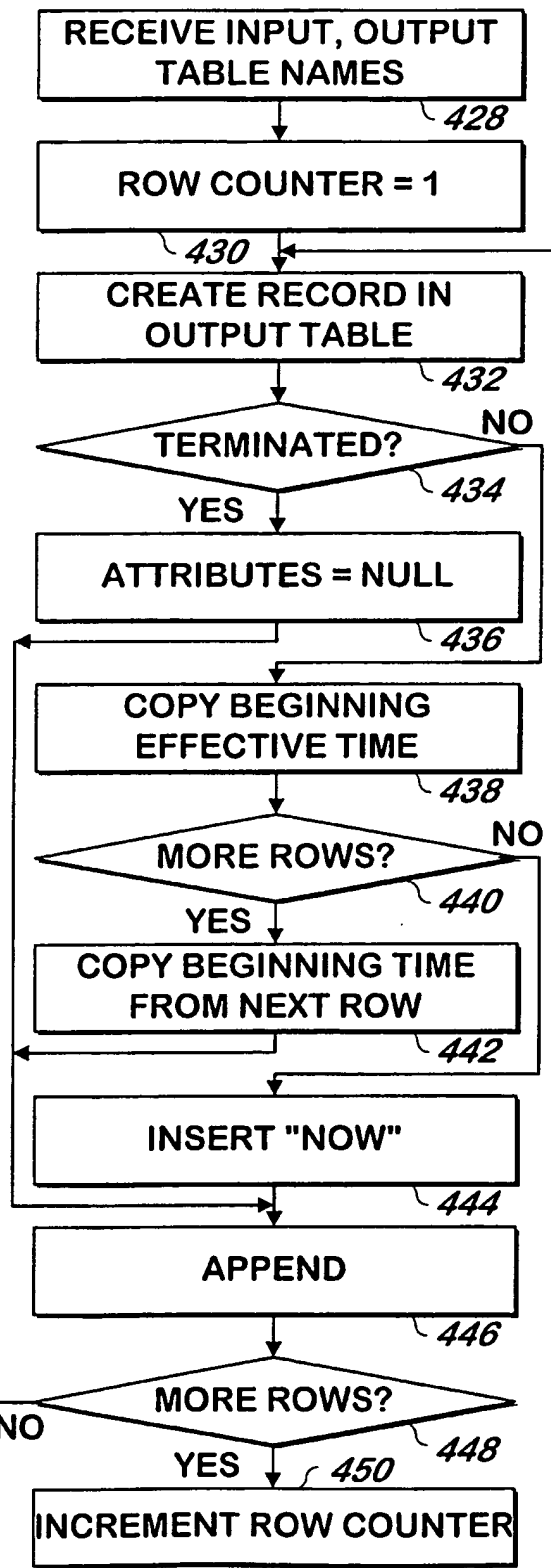 RECEIVE INPUT, OUTPUT
TABLE NAMES
428
ROW COUNTER = 1
430
CREATE RECORD IN
OUTPUT TABLE
432
TERMINATED?
NO
434
YES
ATTRIBUTES = NULL
436
COPY BEGINNING
EFFECTIVE TIME
438
MORE ROWS?
NO
440
YES
COPY BEGINNING TIME
FROM NEXT ROW
442
INSERT "NOW"
444
APPEND
446
MORE ROWS?
NO
448
YES
450
INCREMENT ROW COUNTER